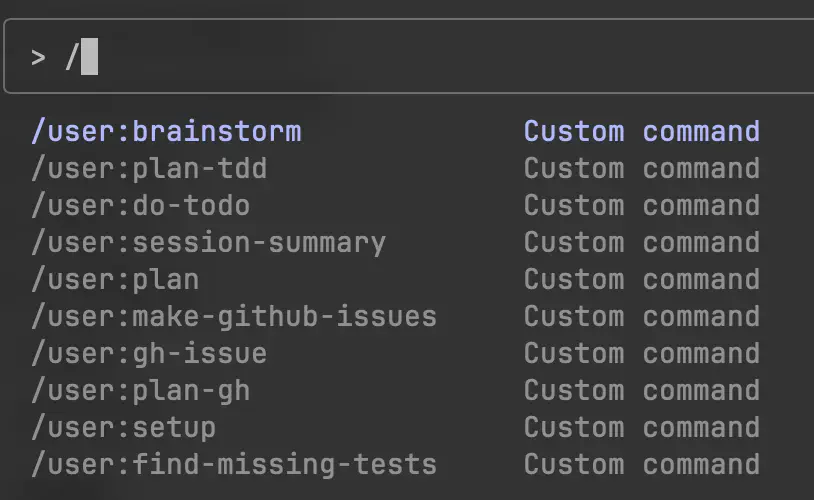 > /
/user:brainstorm Custom command
/user:plan-tdd Custom command
/user:do-todo Custom command
/user:session-summary Custom command
/user:plan Custom command
/user:make-github-issues Custom command
/user:gh-issue Custom command
/user:plan-gh Custom command
/user:setup Custom command
/user:find-missing-tests Custom command